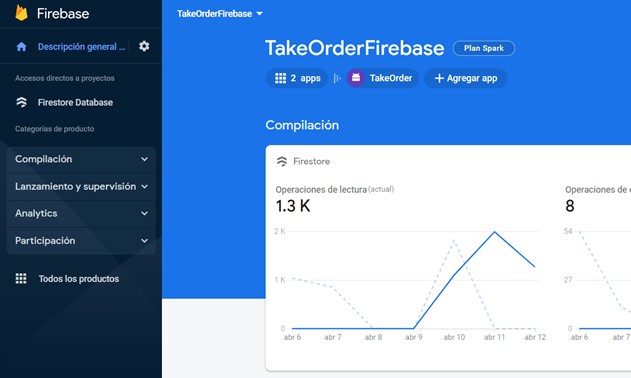 Firebase
Descripción general ...
Accesos directos a proyectos
Firestore Database
Categorías de producto
Compilación
Lanzamiento y supervisión
Analytics
Participación
Todos los productos
TakeOrderFirebase
TakeOrderFirebase
Plan Spark
2 apps
TakeOrder
Agregar app
Compilación
Firestore
Operaciones de lectura (actual)
1.3 K
2 K
1 K
0
abr 6 abr 7 abr 8 abr 9 abr 10 abr 11 abr 12
Operaciones de
8
54
27
0
abr 6